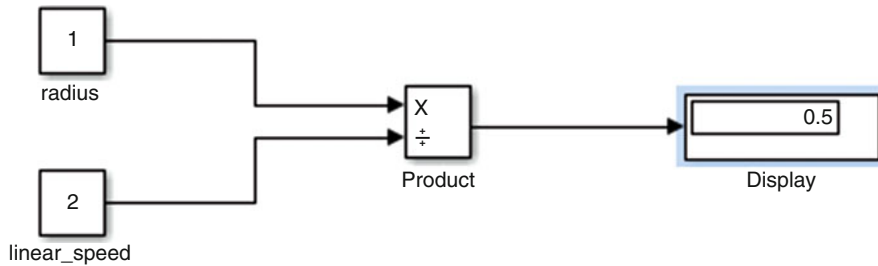 1
radius
X
÷
Product
0.5
Display
2
linear_speed